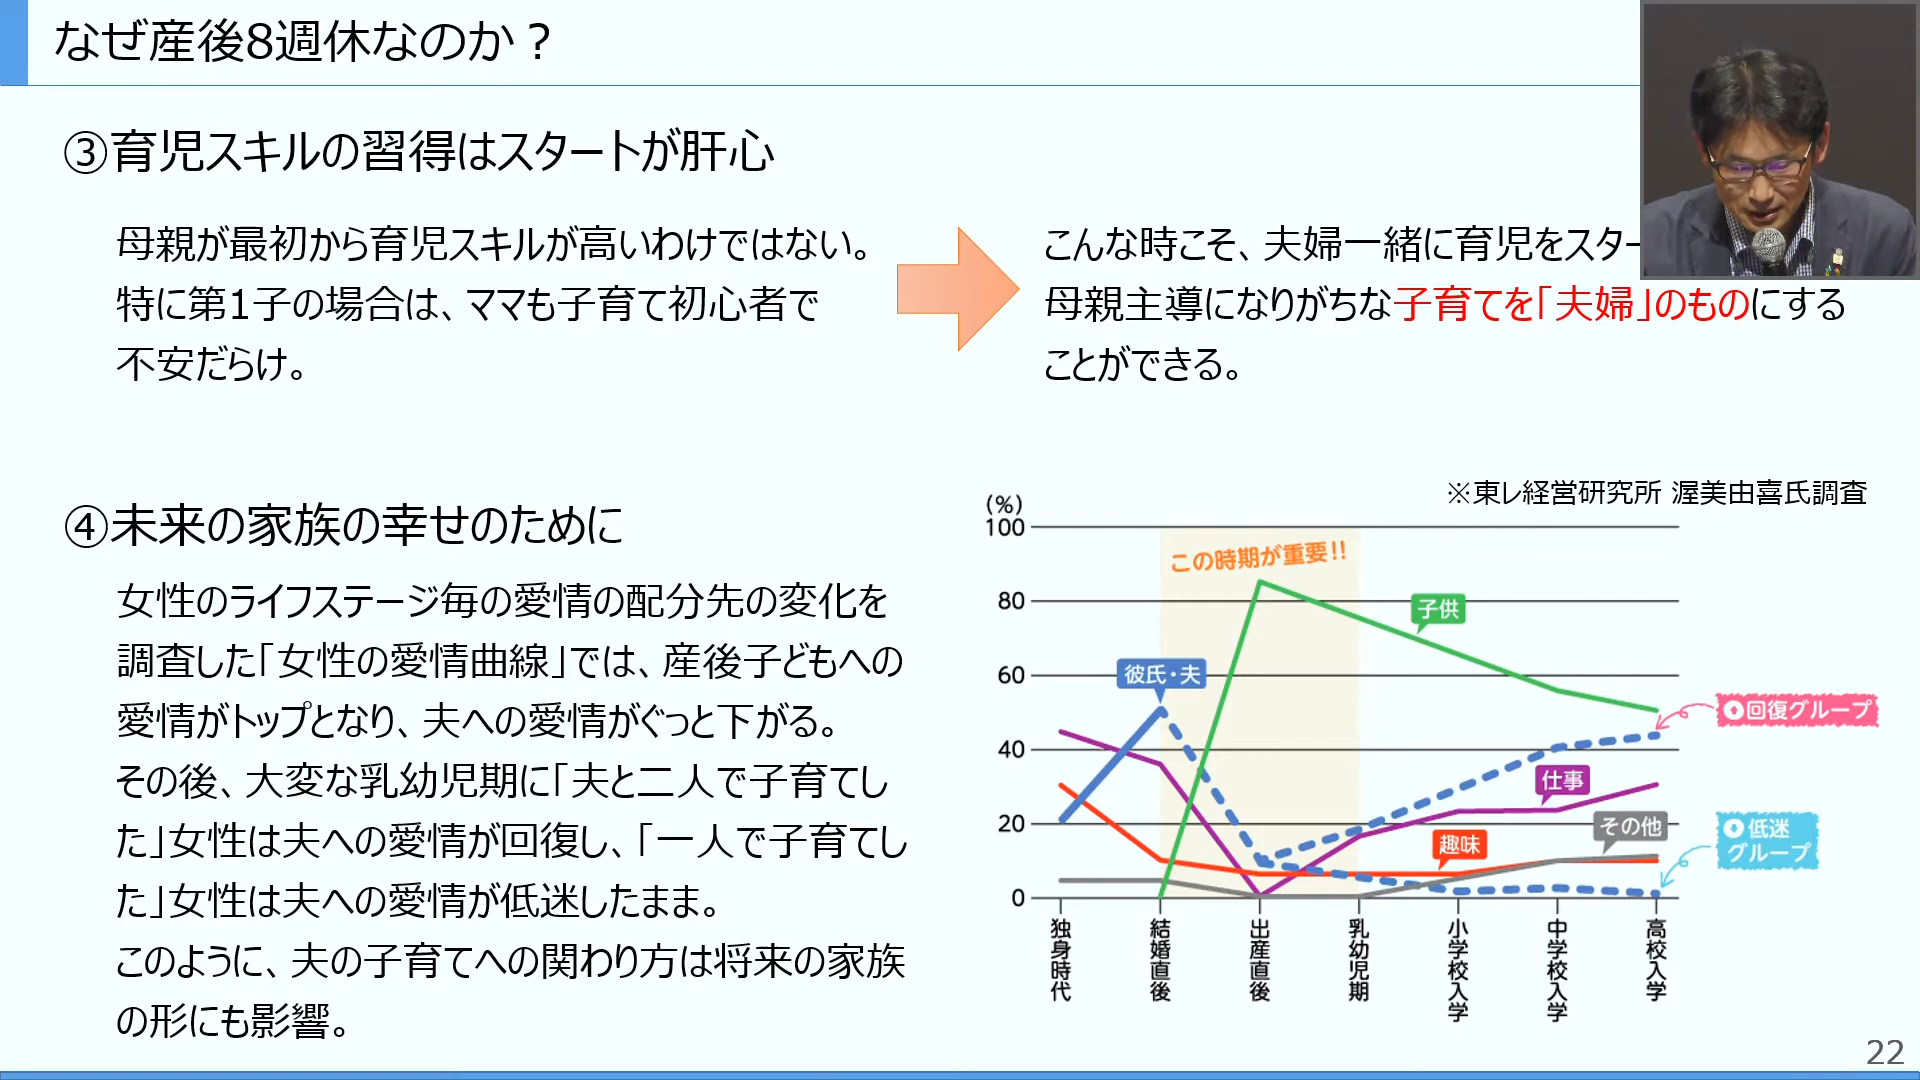 なぜ産後8週休なのか？
③育児スキルの習得はスタートが肝心
母親が最初から育児スキルが高いわけではない。
特に第1子の場合は、ママも子育て初心者で
不安だらけ。
こんな時こそ、夫婦一緒に育児をスター
母親主導になりがちな子育てを「夫婦」のものにする
ことができる。
④未来の家族の幸せのために
女性のライフステージ毎の愛情の配分先の変化を
調査した「女性の愛情曲線」では、産後子どもへの
愛情がトップとなり、夫への愛情がぐっと下がる。
その後、大変な乳幼児期に「夫と二人で子育てし
た」女性は夫への愛情が回復し、「一人で子育てし
た」女性は夫への愛情が低迷したまま。
このように、夫の子育てへの関わり方は将来の家族
の形にも影響。
※東レ経営研究所 渥美由喜氏調査
(%)
100
80
60
40
20
0
この時期が重要!!
子供
彼氏・夫
回復グループ
仕事
その他
趣味
低迷
グループ
独身時代
結婚直後
出産直後
乳幼児期
小学校入学
中学校入学
高校入学
22